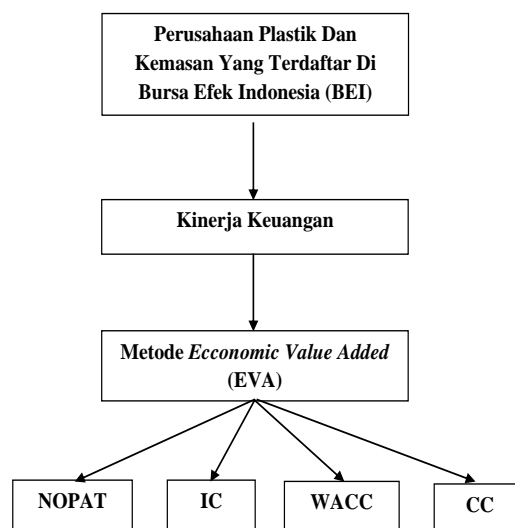 Perusahaan Plastik Dan
Kemasan Yang Terdaftar Di
Bursa Efek Indonesia (BEI)
Kinerja Keuangan
Metode Ecconomic Value Added
(EVA)
NOPAT
IC
WACC
CC